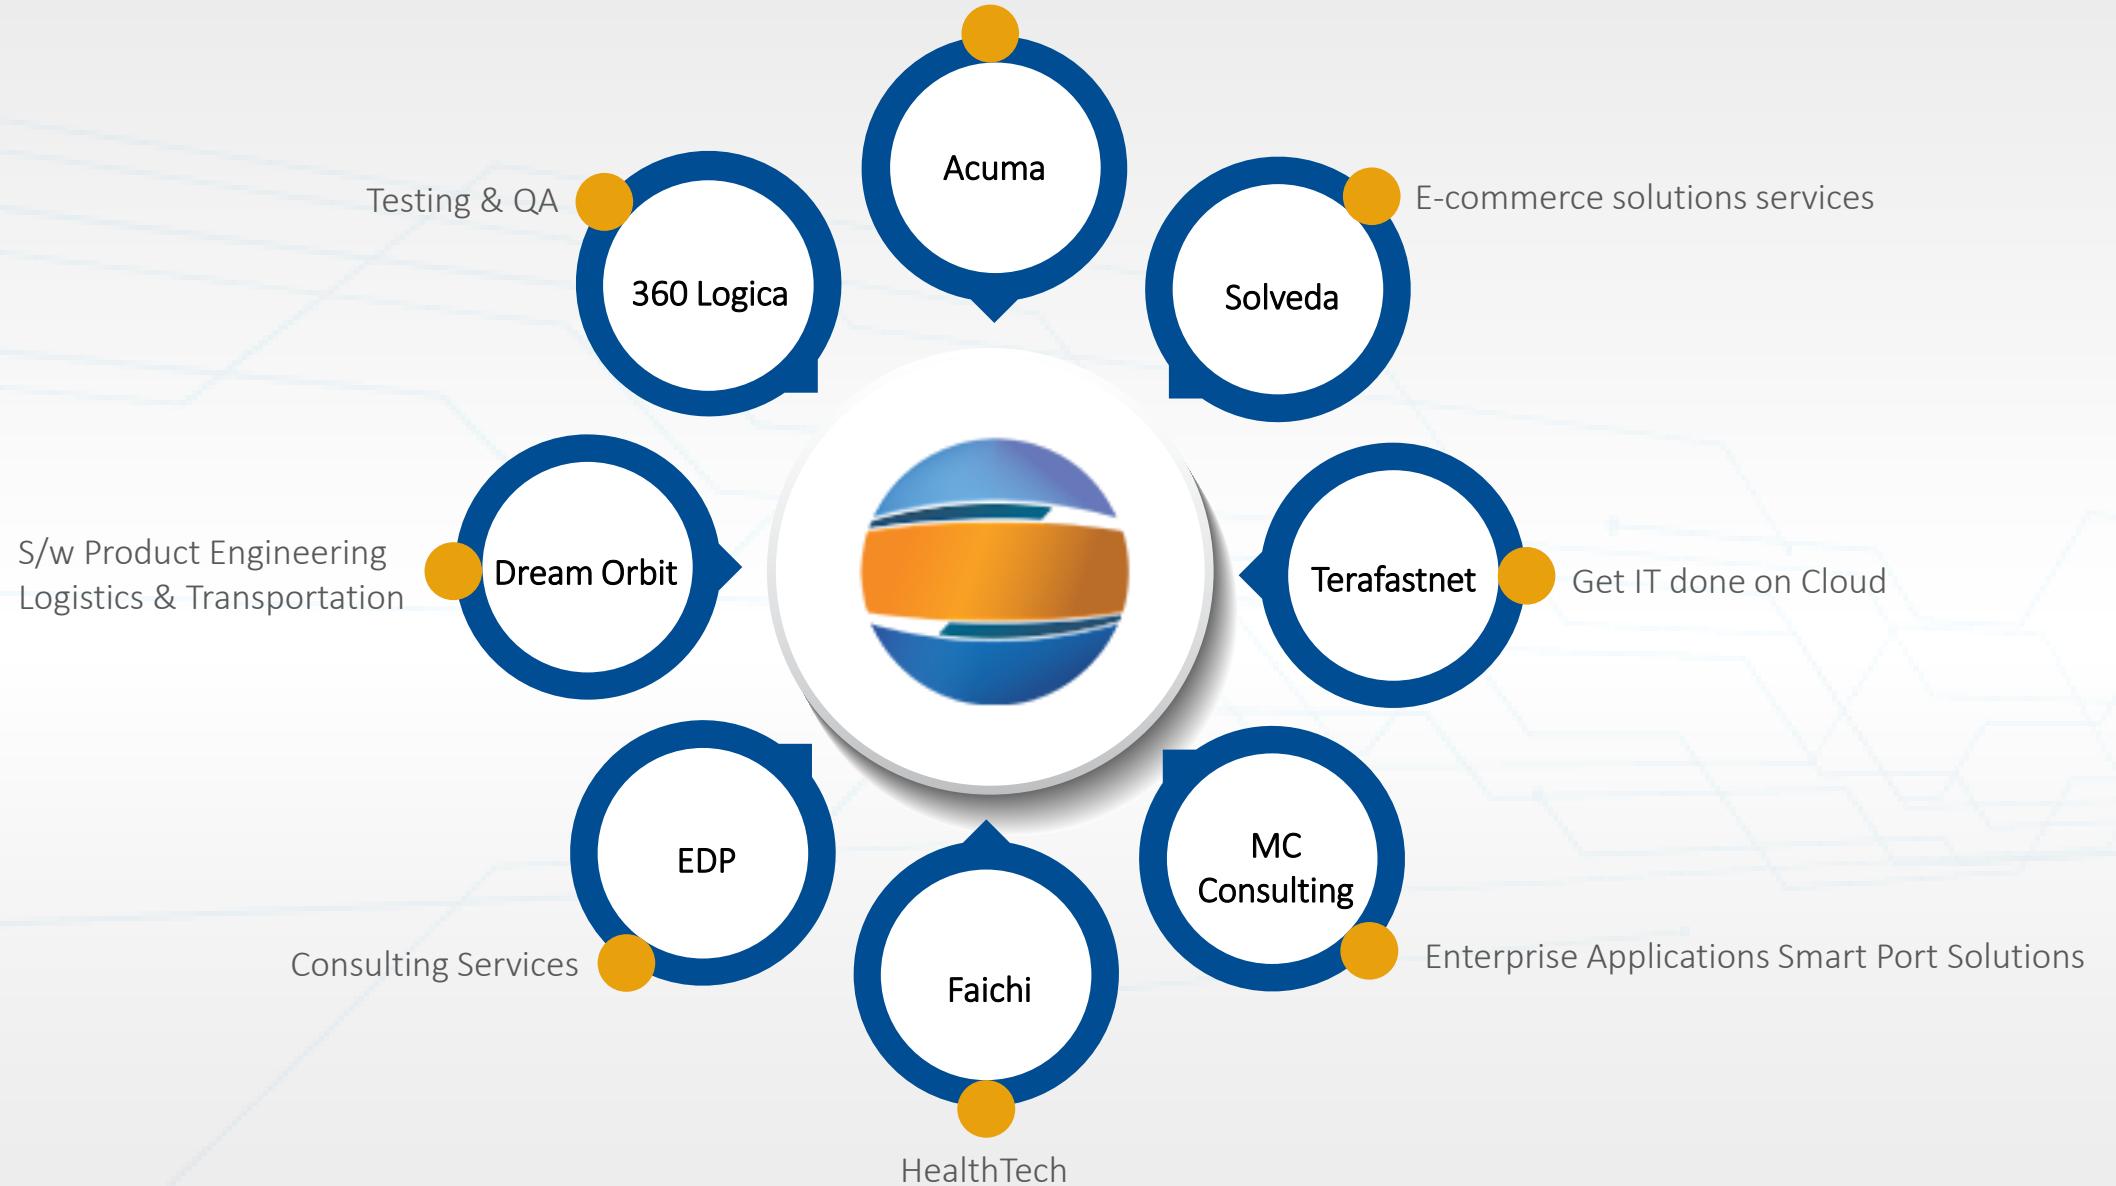 Acuma
Testing & QA
E-commerce solutions services
360 Logica
Solveda
S/w Product Engineering
Logistics & Transportation
Dream Orbit
Terafastnet
Get IT done on Cloud
EDP
MC
Consulting
Consulting Services
Enterprise Applications Smart Port Solutions
Faichi
HealthTech